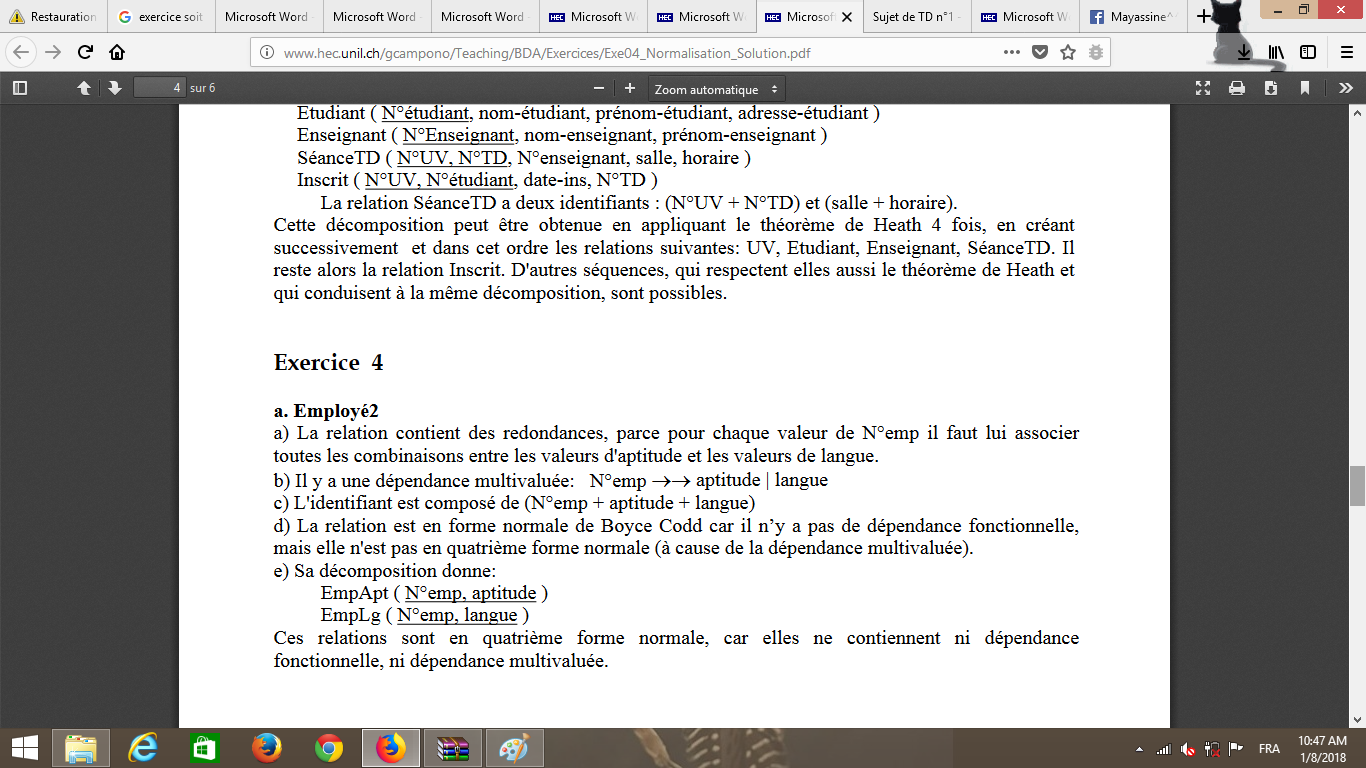 Restauration
exercice soit
Microsoft Word
Microsoft Word
Microsoft Word
HEC Microsoft W
HEC Microsoft W
HEC Microsof
Sujet de TD n°1
HEC Microsoft W
Mayassine^
www.hec.unil.ch/gcampono/Teaching/BDA/Exercices/Exe04_Normalisation_Solution.pdf
4 sur 6
Zoom automatique
Etudiant ( N°étudiant, nom-étudiant, prénom-étudiant, adresse-étudiant )
Enseignant ( N°Enseignant, nom-enseignant, prénom-enseignant )
SéanceTD ( N°UV, N°TD, N°enseignant, salle, horaire )
Inscrit ( N°UV, N°étudiant, date-ins, N°TD )
La relation SéanceTD a deux identifiants : (N°UV + N°TD) et (salle + horaire).
Cette décomposition peut être obtenue en appliquant le théorème de Heath 4 fois, en créant
successivement et dans cet ordre les relations suivantes: UV, Etudiant, Enseignant, SéanceTD. Il
reste alors la relation Inscrit. D'autres séquences, qui respectent elles aussi le théorème de Heath et
qui conduisent à la même décomposition, sont possibles.
Exercice 4
a. Employé2
a) La relation contient des redondances, parce pour chaque valeur de N°emp il faut lui associer
toutes les combinaisons entre les valeurs d'aptitude et les valeurs de langue.
b) Il y a une dépendance multivaluée: N°emp →→ aptitude | langue
c) L'identifiant est composé de (N°emp + aptitude + langue)
d) La relation est en forme normale de Boyce Codd car il n’y a pas de dépendance fonctionnelle,
mais elle n'est pas en quatrième forme normale (à cause de la dépendance multivaluée).
e) Sa décomposition donne:
EmpApt ( N°emp, aptitude )
EmpLg ( N°emp, langue )
Ces relations sont en quatrième forme normale, car elles ne contiennent ni dépendance
fonctionnelle, ni dépendance multivaluée.
FRA
10:47 AM
1/8/2018